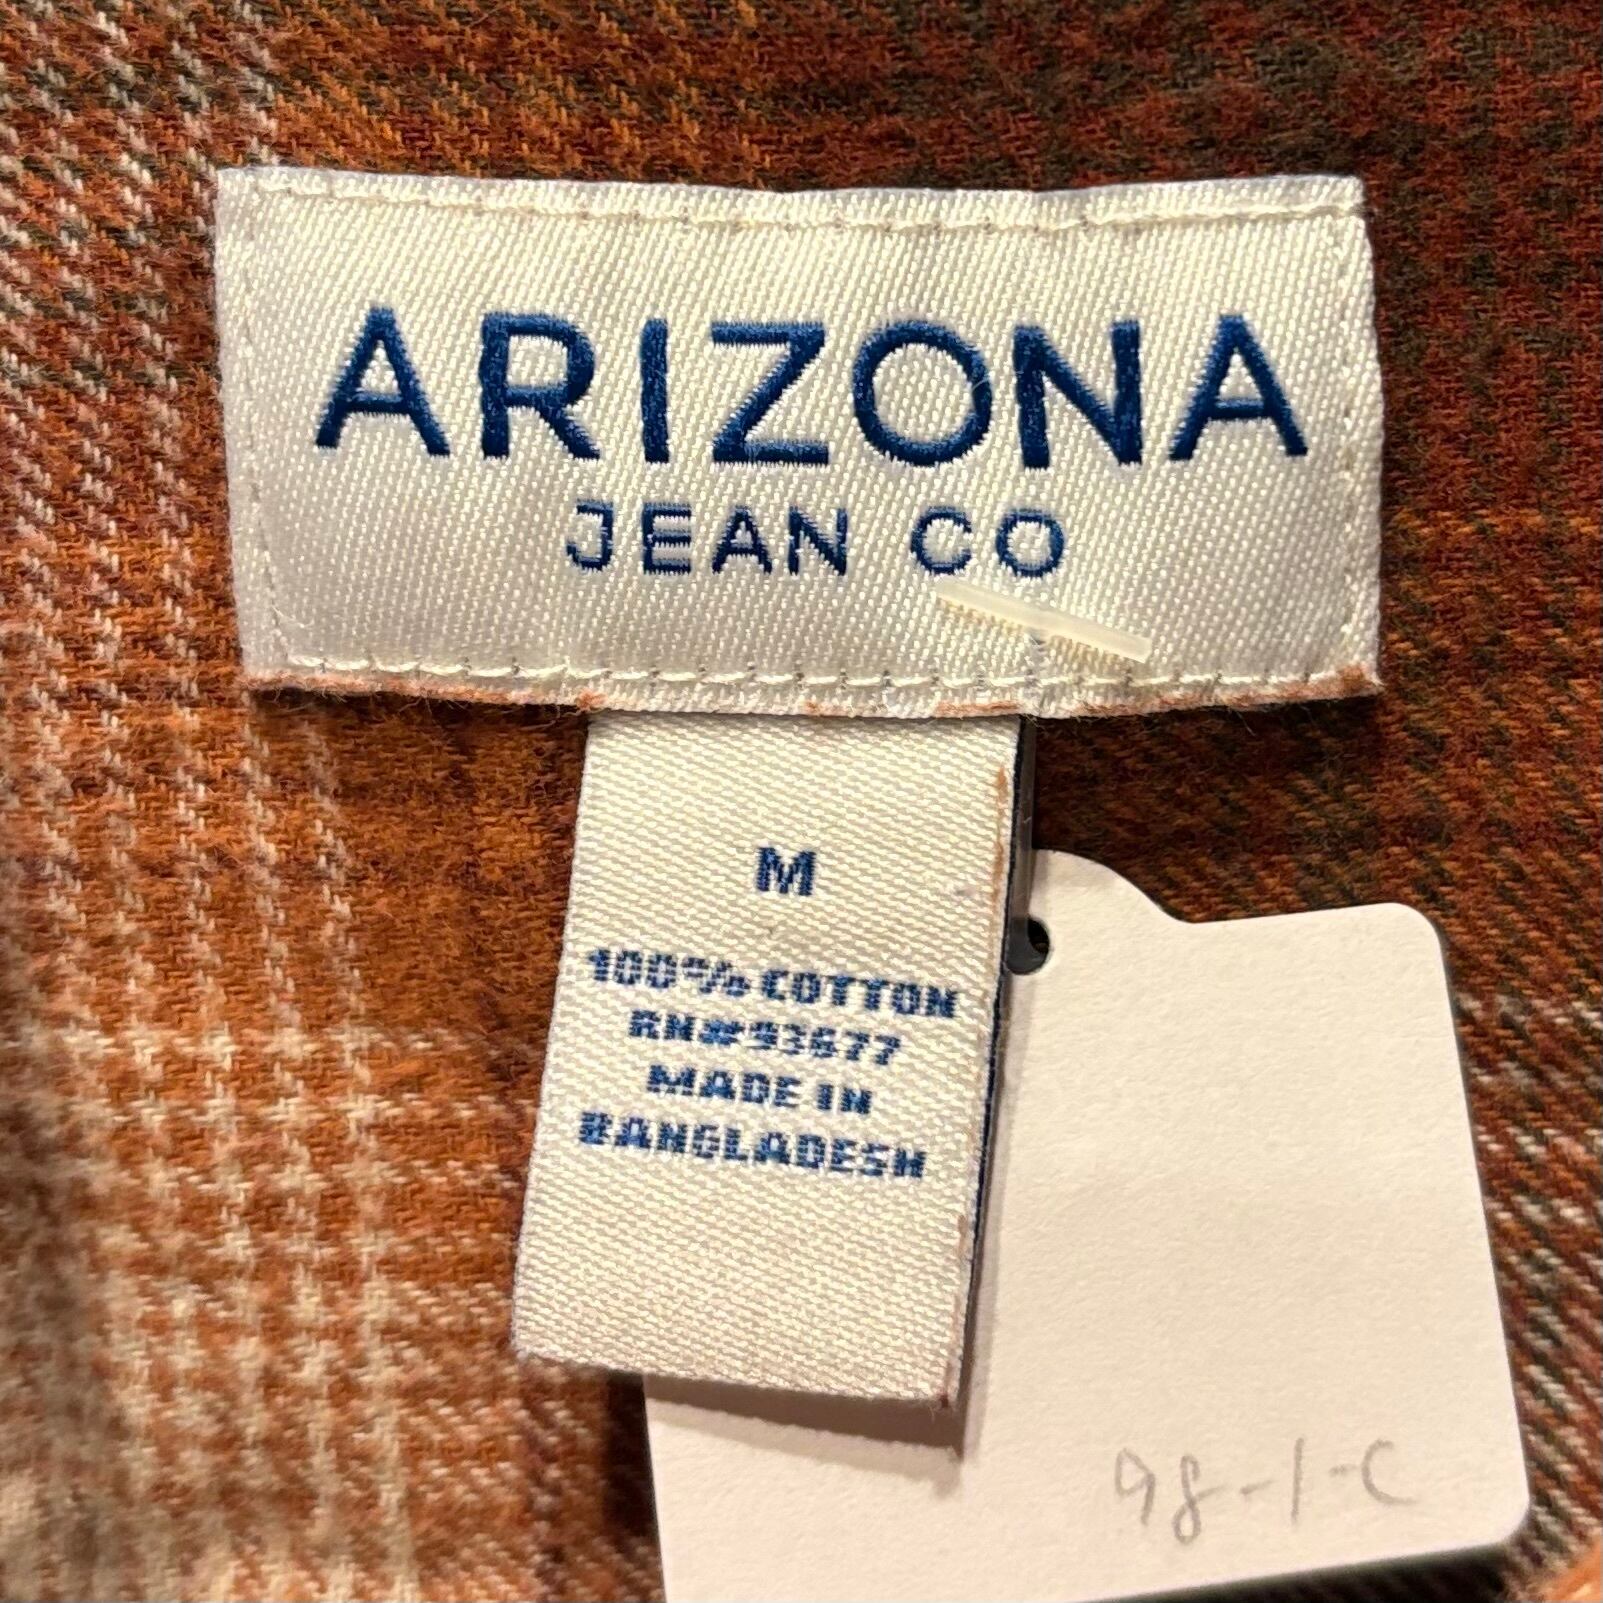 ARIZONA
JEAN CO
M
100% COTTON
RN#93677
MADE IN
BANGLADESH
98-1-C